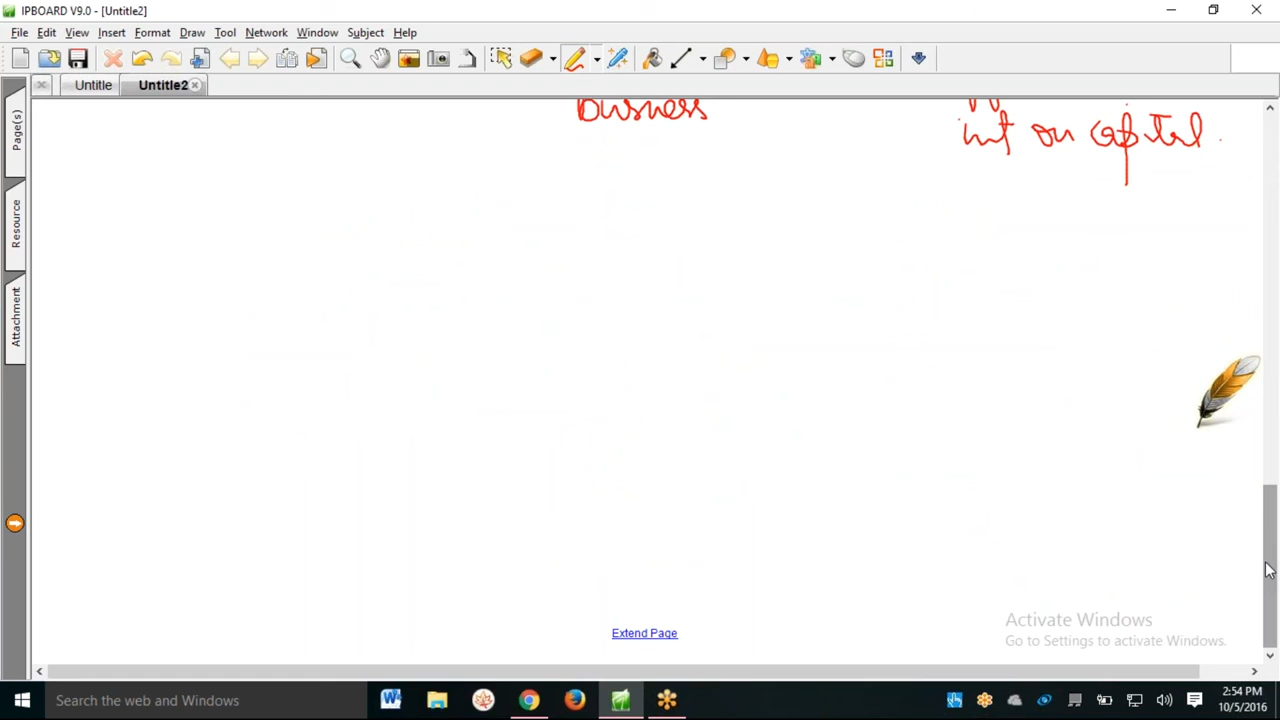 IPBOARD V9.0 - [Untitle2]
File Edit View Insert Format Draw Tool Network Window Subject Help
Untitle Untitle2
Page(s)
Resource
Attachment
Business
int on capital
Extend Page
Activate Windows
Go to Settings to activate Windows.
Search the web and Windows
2:54 PM
10/5/2016